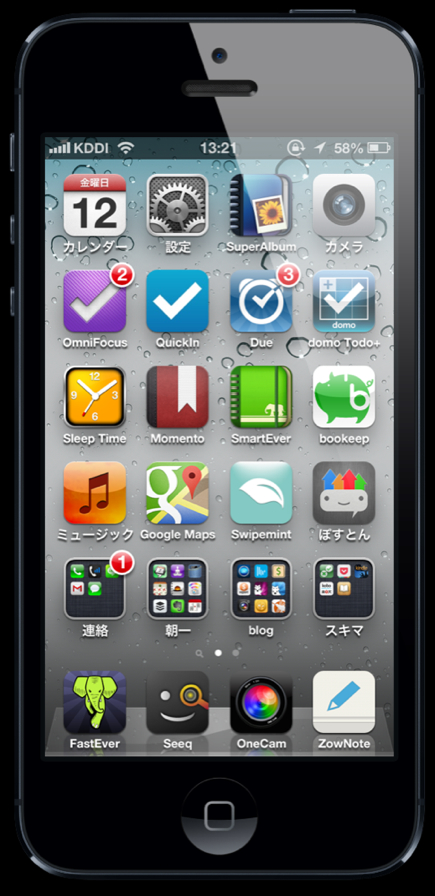 KDDI 13:21 58%
金曜日
12
カレンダー 設定 SuperAlbum カメラ
2 3
domo
OmniFocus QuickIn Due domo Todo+
12
9 3
6
b
Sleep Time Momento SmartEver bookeep
g
ミュージック Google Maps Swipemint ぽすとん
1
連絡 朝一 blog スキマ
FastEver Seeq OneCam ZowNote